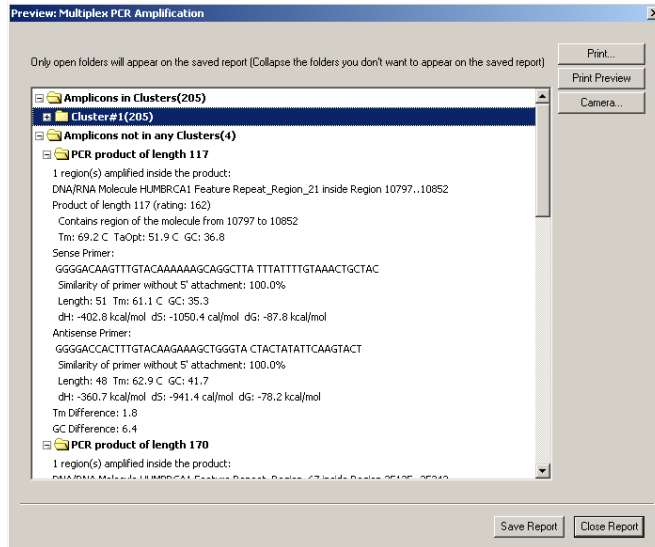 Preview: Multiplex PCR Amplification
Only open folders will appear on the saved report (Collapse the folders you don't want to appear on the saved report)
Print...
Print Preview
Camera...
Amplicons in Clusters(205)
Cluster#1(205)
Amplicons not in any Clusters(4)
PCR product of length 117
1 region(s) amplified inside the product:
DNA/RNA Molecule HUMBRCA1 Feature Repeat_Region_21 inside Region 10797..10852
Product of length 117 (rating: 162)
Contains region of the molecule from 10797 to 10852
Tm: 69.2 C TaOpt: 51.9 C GC: 36.8
Sense Primer:
GGGGACAAGTTTGTACAAAAAAGCAGGCTTA TTTATTTTGTAAACTGCTAC
Similarity of primer without 5' attachment: 100.0%
Length: 51 Tm: 61.1 C GC: 35.3
dH: -402.8 kcal/mol dS: -1050.4 cal/mol dG: -87.8 kcal/mol
Antisense Primer:
GGGGACCACTTTGTACAAGAAAGCTGGGTA CTACTATATTCAAGTACT
Similarity of primer without 5' attachment: 100.0%
Length: 48 Tm: 62.9 C GC: 41.7
dH: -360.7 kcal/mol dS: -941.4 cal/mol dG: -78.2 kcal/mol
Tm Difference: 1.8
GC Difference: 6.4
PCR product of length 170
1 region(s) amplified inside the product:
Save Report
Close Report